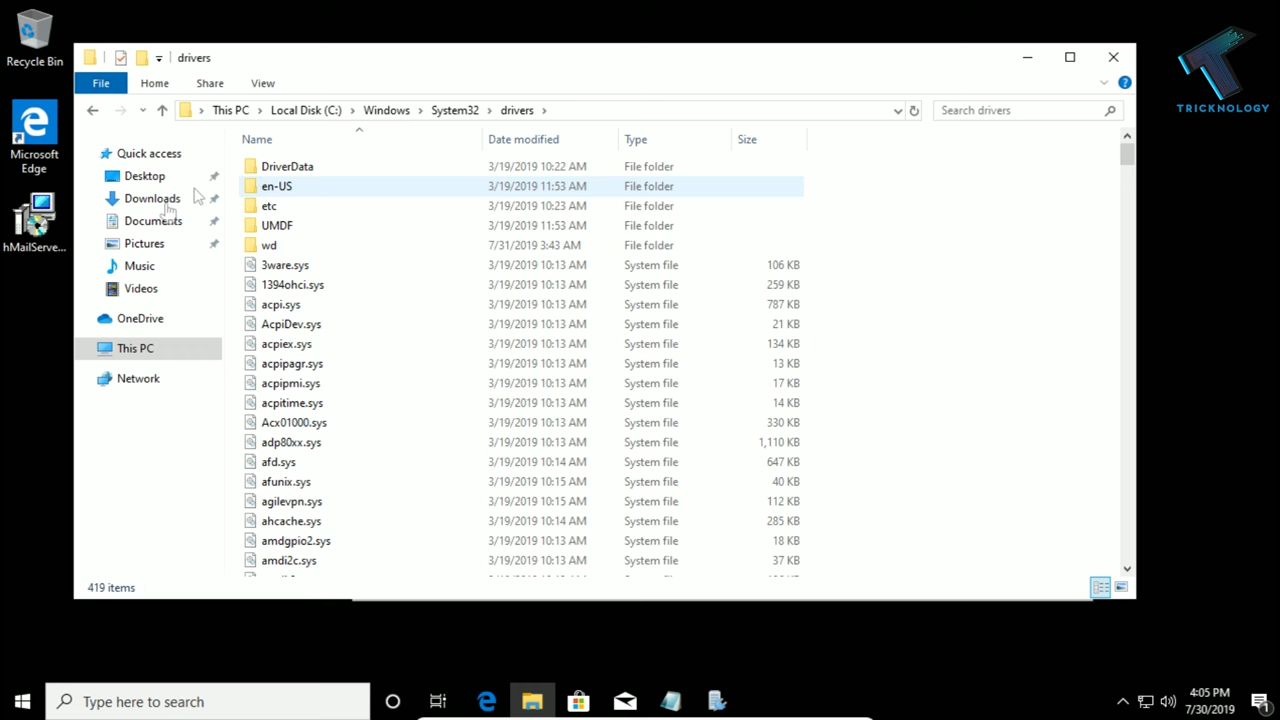 Recycle Bin
Microsoft
Edge
hMailServe...
drivers
File
Home
Share
View
This PC
Local Disk (C:)
Windows
System32
drivers
Search drivers
Quick access
Desktop
Downloads
Documents
Pictures
Music
Videos
OneDrive
This PC
Network
Name Date modified Type Size
DriverData 3/19/2019 10:22 AM File folder
en-US 3/19/2019 11:53 AM File folder
etc 3/19/2019 10:23 AM File folder
UMDF 3/19/2019 11:53 AM File folder
wd 7/31/2019 3:43 AM File folder
3ware.sys 3/19/2019 10:13 AM System file 106 KB
1394ohci.sys 3/19/2019 10:13 AM System file 259 KB
acpi.sys 3/19/2019 10:13 AM System file 787 KB
AcpiDev.sys 3/19/2019 10:13 AM System file 21 KB
acpiex.sys 3/19/2019 10:13 AM System file 134 KB
acpipagr.sys 3/19/2019 10:13 AM System file 13 KB
acpipmi.sys 3/19/2019 10:13 AM System file 17 KB
acpitime.sys 3/19/2019 10:13 AM System file 14 KB
Acx01000.sys 3/19/2019 10:13 AM System file 330 KB
adp80xx.sys 3/19/2019 10:13 AM System file 1,110 KB
afd.sys 3/19/2019 10:14 AM System file 647 KB
afunix.sys 3/19/2019 10:15 AM System file 40 KB
agilevpn.sys 3/19/2019 10:15 AM System file 112 KB
ahcache.sys 3/19/2019 10:14 AM System file 285 KB
amdgpio2.sys 3/19/2019 10:13 AM System file 18 KB
amdi2c.sys 3/19/2019 10:13 AM System file 37 KB
419 items
TRICKNOLOGY
Type here to search
4:05 PM
7/30/2019
1